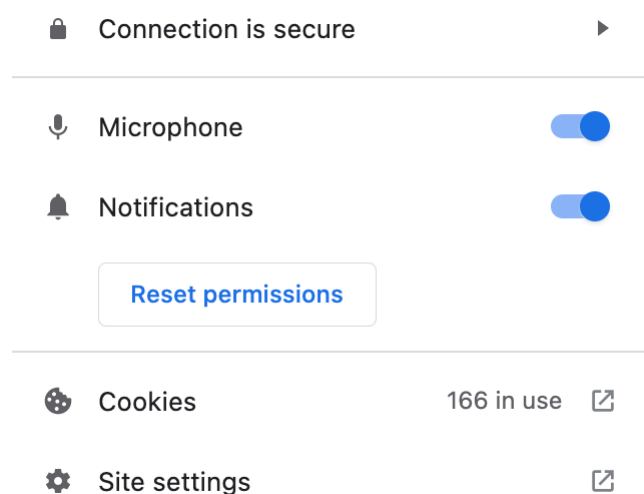 Connection is secure
Microphone
Notifications
Reset permissions
Cookies 166 in use
Site settings